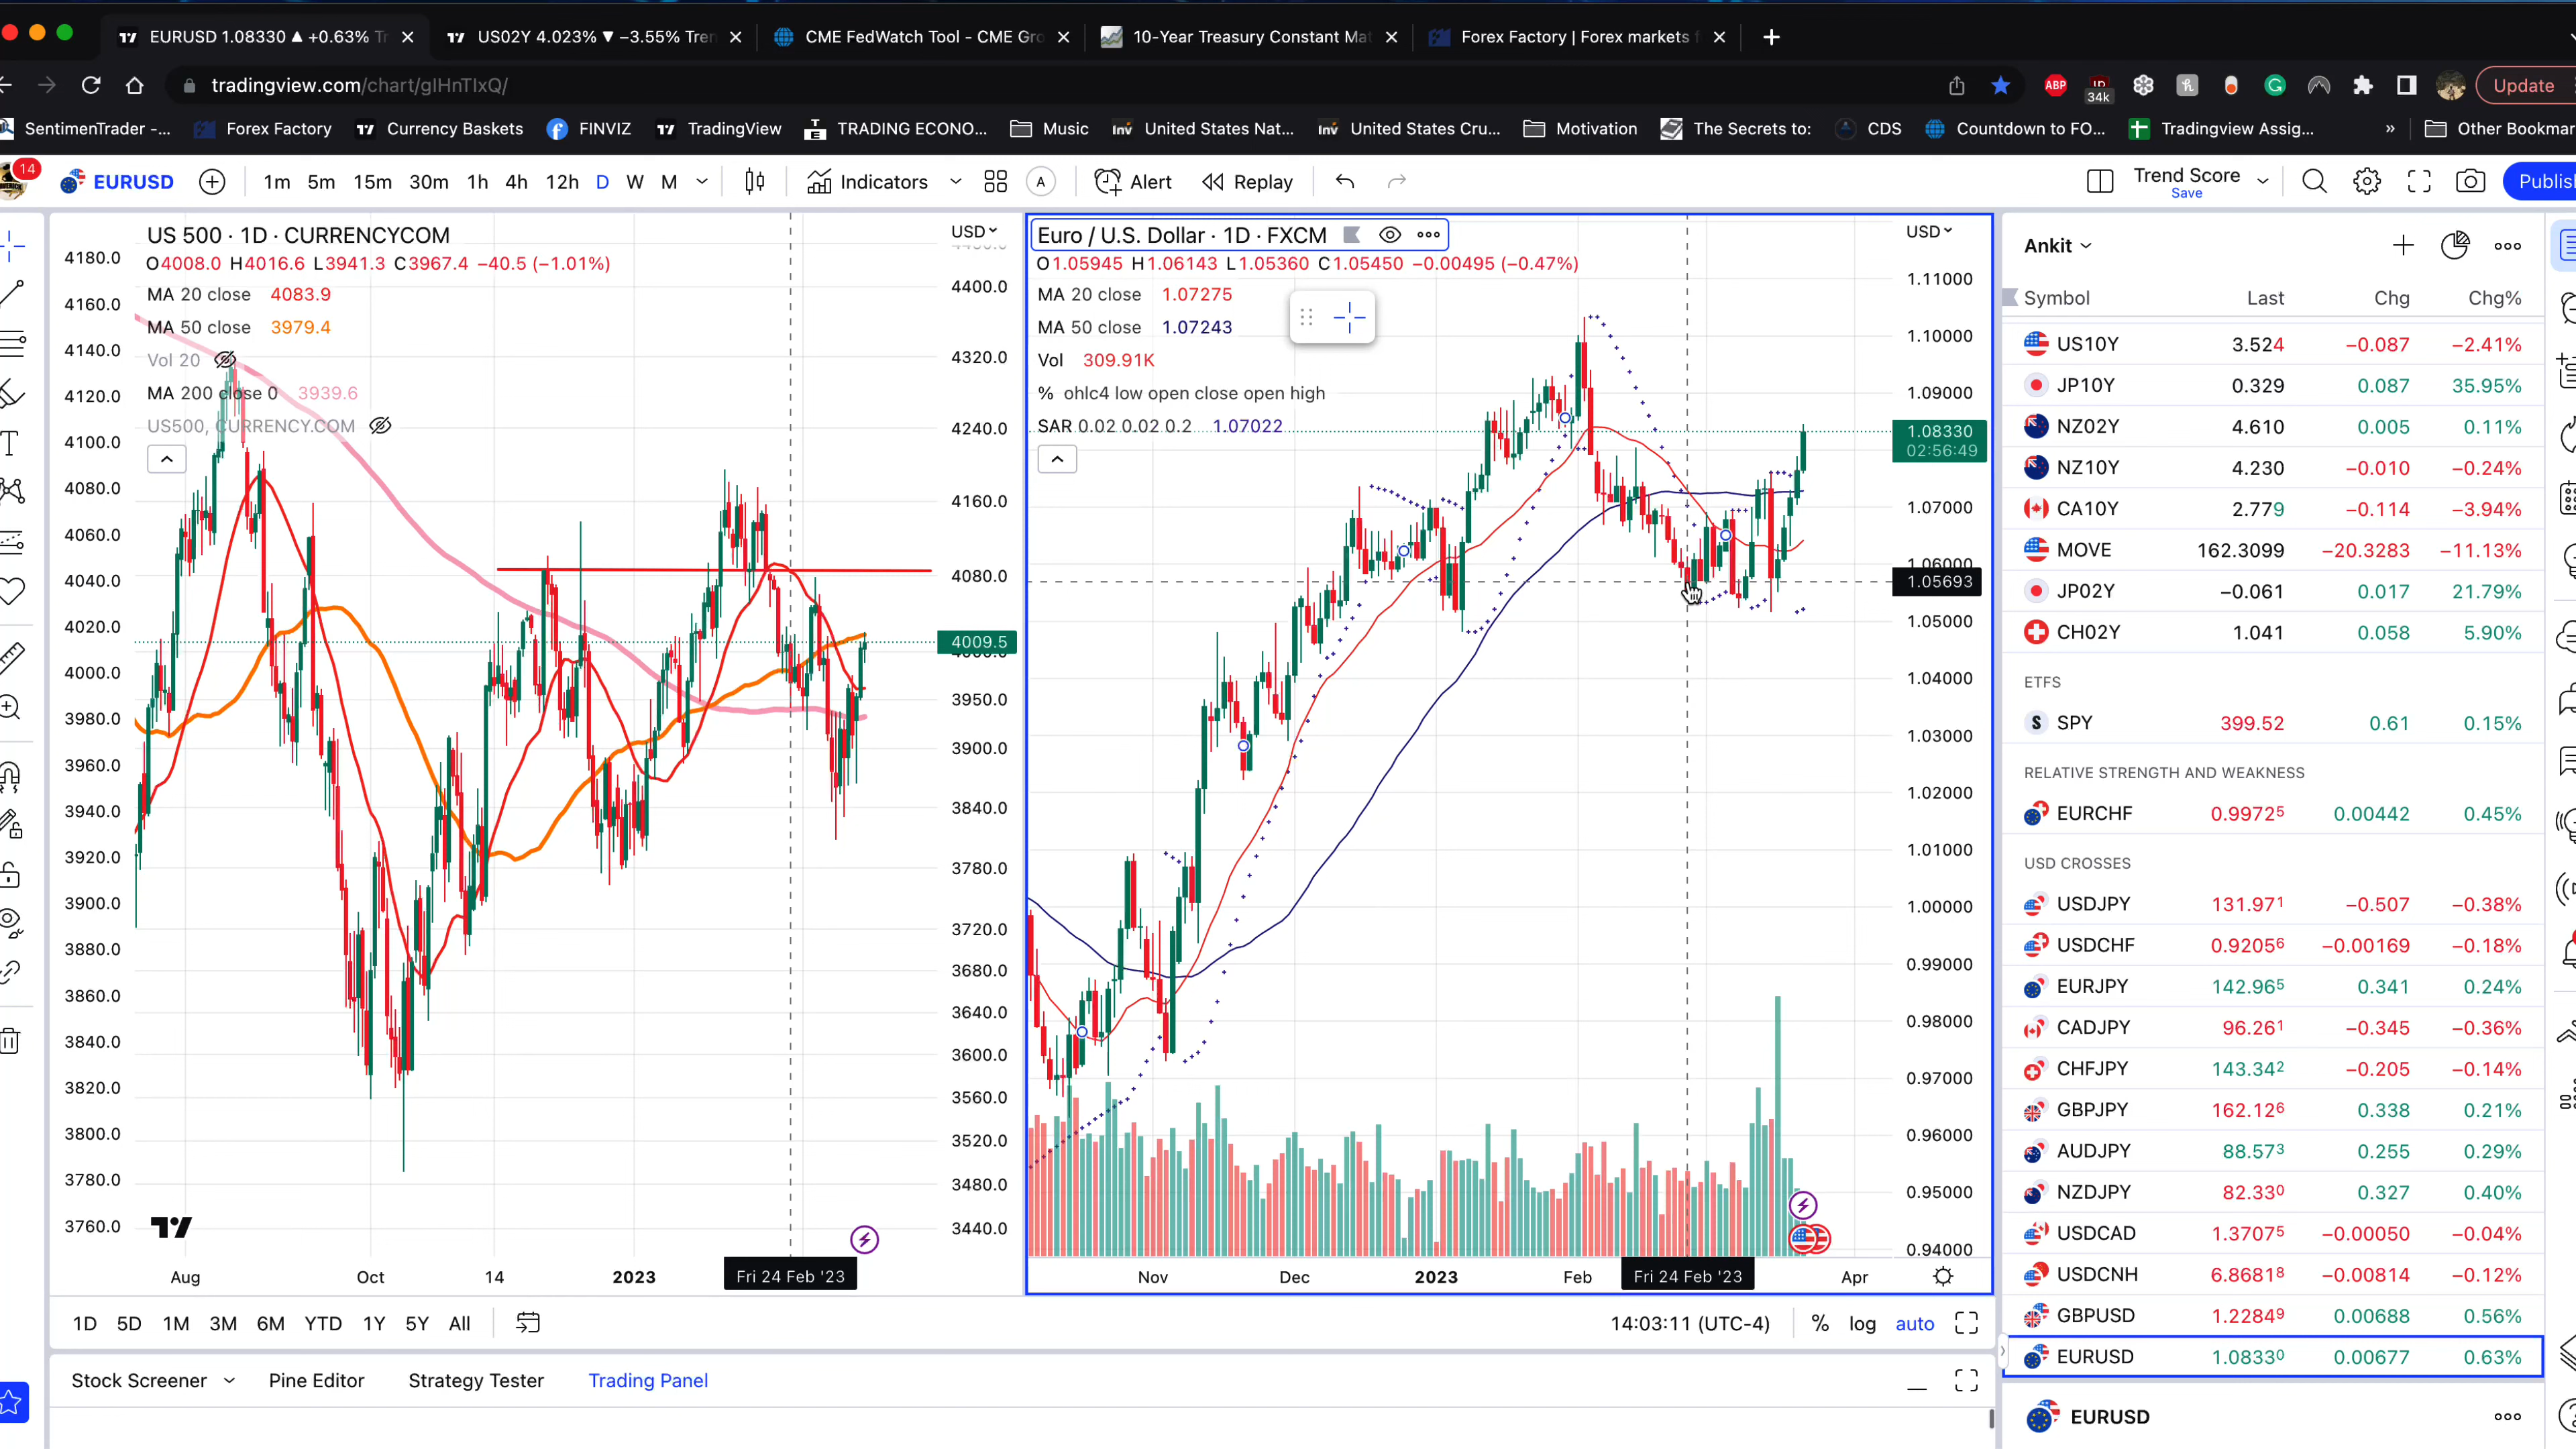 EURUSD 1.08330 ▲ +0.63% Tr
US02Y 4.023% ▼ −3.55% Tren
CME FedWatch Tool - CME Gro
10-Year Treasury Constant Mat
Forex Factory | Forex markets f
tradingview.com/chart/gIHnTIxQ/
ABP
34k
Update
SentimenTrader -...
Forex Factory
Currency Baskets
FINVIZ
TradingView
TRADING ECONO...
Music
United States Nat...
United States Cru...
Motivation
The Secrets to:
CDS
Countdown to FO...
Tradingview Assig...
»
Other Bookmar
14
EURUSD
1m 5m 15m 30m 1h 4h 12h D W M
Indicators
A
Alert
Replay
Trend Score
Save
Publish
US 500 · 1D · CURRENCYCOM
O4008.0 H4016.6 L3941.3 C3967.4 −40.5 (−1.01%)
MA 20 close 4083.9
MA 50 close 3979.4
Vol 20
MA 200 close 0 3939.6
US500, CURRENCY.COM
4180.0
4160.0
4140.0
4120.0
4100.0
4080.0
4060.0
4040.0
4020.0
4000.0
3980.0
3960.0
3940.0
3920.0
3900.0
3880.0
3860.0
3840.0
3820.0
3800.0
3780.0
3760.0
USD
4400.0
4320.0
4240.0
4160.0
4080.0
4009.5
3950.0
3900.0
3840.0
3780.0
3720.0
3680.0
3640.0
3600.0
3560.0
3520.0
3480.0
3440.0
Aug Oct 14 2023 Fri 24 Feb '23
Euro / U.S. Dollar · 1D · FXCM
O1.05945 H1.06143 L1.05360 C1.05450 −0.00495 (−0.47%)
MA 20 close 1.07275
MA 50 close 1.07243
Vol 309.91K
% ohlc4 low open close open high
SAR 0.02 0.02 0.2 1.07022
USD
1.11000
1.10000
1.09000
1.08330
02:56:49
1.07000
1.06000
1.05693
1.05000
1.04000
1.03000
1.02000
1.01000
1.00000
0.99000
0.98000
0.97000
0.96000
0.95000
0.94000
Nov Dec 2023 Feb Fri 24 Feb '23 Apr
1D 5D 1M 3M 6M YTD 1Y 5Y All
14:03:11 (UTC-4) % log auto
Stock Screener Pine Editor Strategy Tester Trading Panel
Ankit
Symbol Last Chg Chg%
US10Y 3.524 −0.087 −2.41%
JP10Y 0.329 0.087 35.95%
NZ02Y 4.610 0.005 0.11%
NZ10Y 4.230 −0.010 −0.24%
CA10Y 2.779 −0.114 −3.94%
MOVE 162.3099 −20.3283 −11.13%
JP02Y −0.061 0.017 21.79%
CH02Y 1.041 0.058 5.90%
ETFS
SPY 399.52 0.61 0.15%
RELATIVE STRENGTH AND WEAKNESS
EURCHF 0.99725 0.00442 0.45%
USD CROSSES
USDJPY 131.971 −0.507 −0.38%
USDCHF 0.92056 −0.00169 −0.18%
EURJPY 142.965 0.341 0.24%
CADJPY 96.261 −0.345 −0.36%
CHFJPY 143.342 −0.205 −0.14%
GBPJPY 162.126 0.338 0.21%
AUDJPY 88.573 0.255 0.29%
NZDJPY 82.330 0.327 0.40%
USDCAD 1.37075 −0.00050 −0.04%
USDCNH 6.86818 −0.00814 −0.12%
GBPUSD 1.22849 0.00688 0.56%
EURUSD 1.08330 0.00677 0.63%
EURUSD